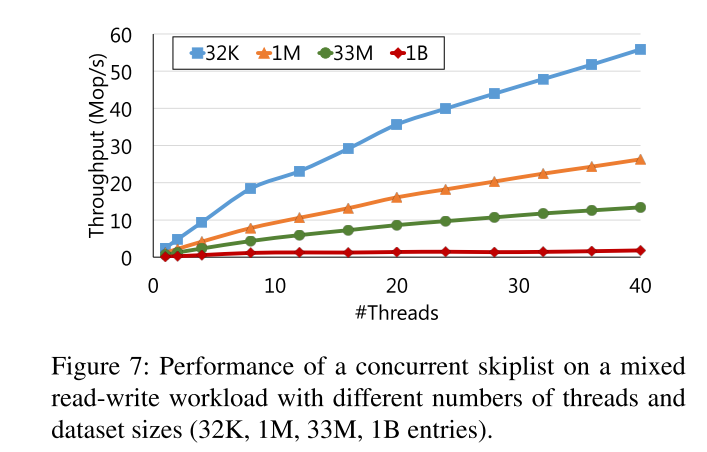 Throughput (Mop/s)
60
50
40
30
20
10
0
32K 1M 33M 1B
0 10 20 30 40
#Threads
Figure 7: Performance of a concurrent skiplist on a mixed
read-write workload with different numbers of threads and
dataset sizes (32K, 1M, 33M, 1B entries).